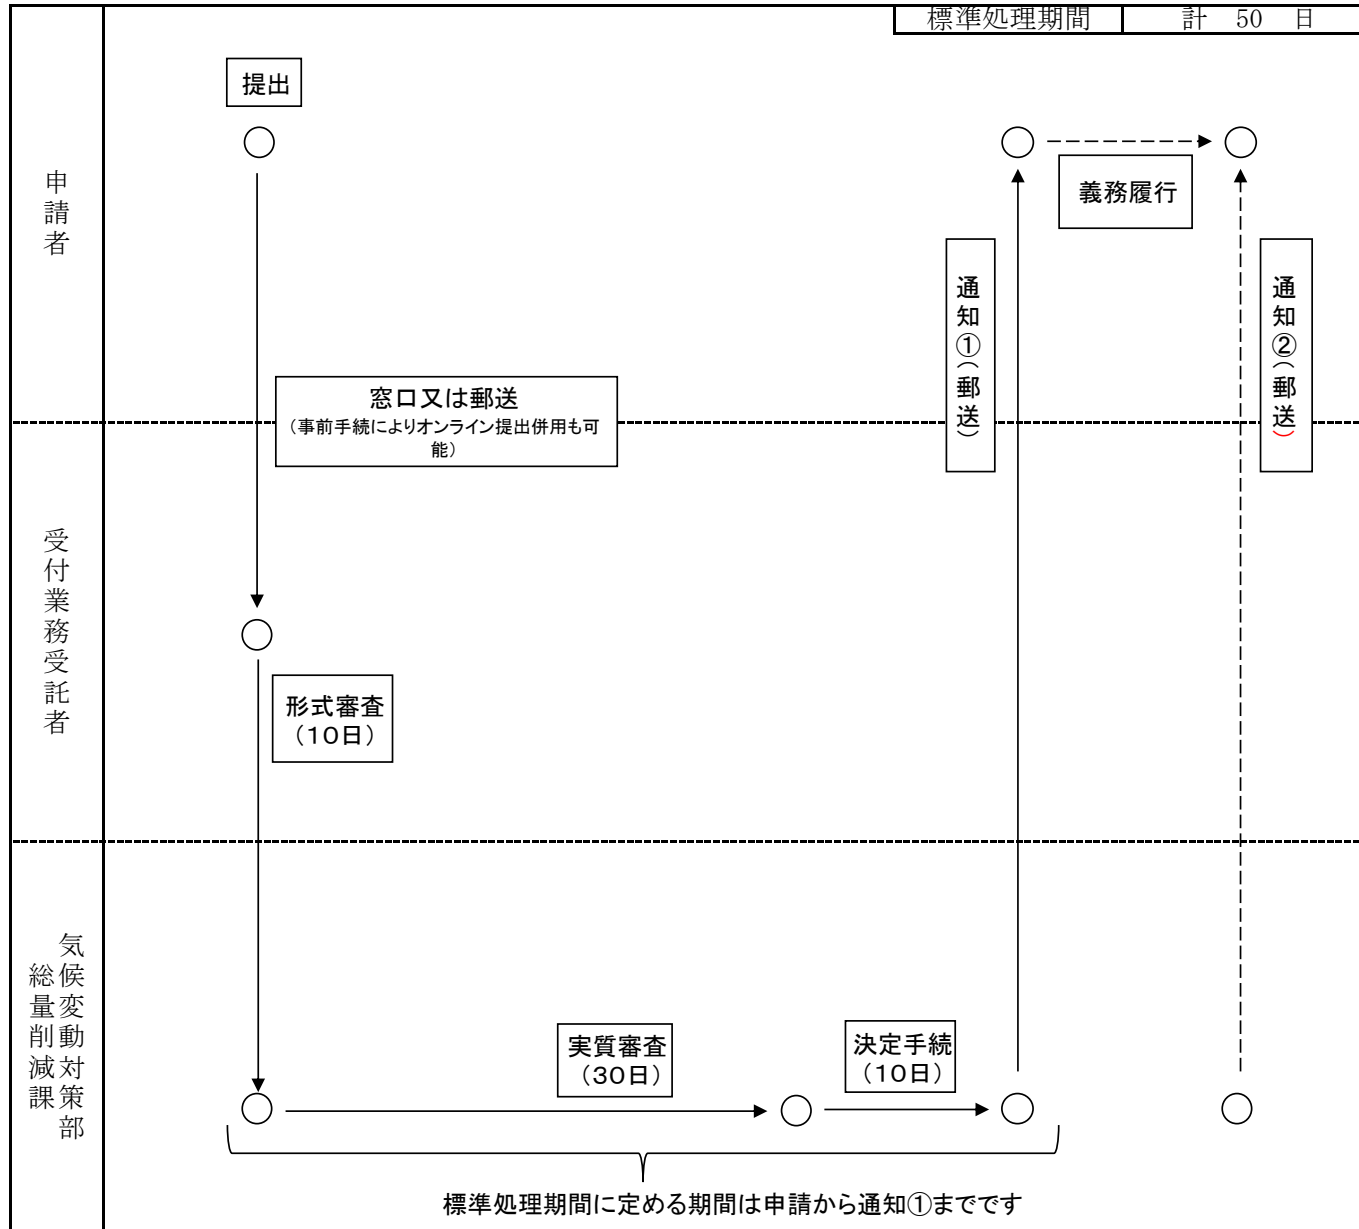 標準処理期間 計 50 日
提出
申請者
義務履行
通知①(郵送)
通知②(郵送)
窓口又は郵送
(事前手続によりオンライン提出併用も可
能)
受付業務受託者
形式審査
(10日)
気候変動対策部
総量削減課
実質審査
(30日)
決定手続
(10日)
標準処理期間に定める期間は申請から通知①までです